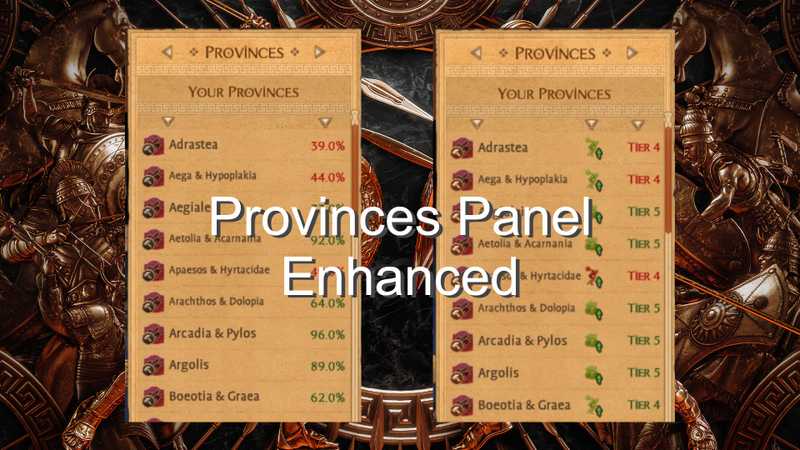 PROVINCES
YOUR PROVINCES
Adrastea 39.0%
Aega & Hypoplakia 44.0%
Aegiale
Aetolia & Acarnania 92.0%
Apaesos & Hyrtacidae
Arachthos & Dolopia 64.0%
Arcadia & Pylos 96.0%
Argolis 89.0%
Boeotia & Graea 62.0%
PROVINCES
YOUR PROVINCES
Adrastea TIER 4
Aega & Hypoplakia TIER 4
TIER 5
Aetolia & Acarnania TIER 5
& Hyrtacidae TIER 4
Arachthos & Dolopia TIER 5
Arcadia & Pylos TIER 5
Argolis TIER 5
Boeotia & Graea TIER 4
Provinces Panel
Enhanced